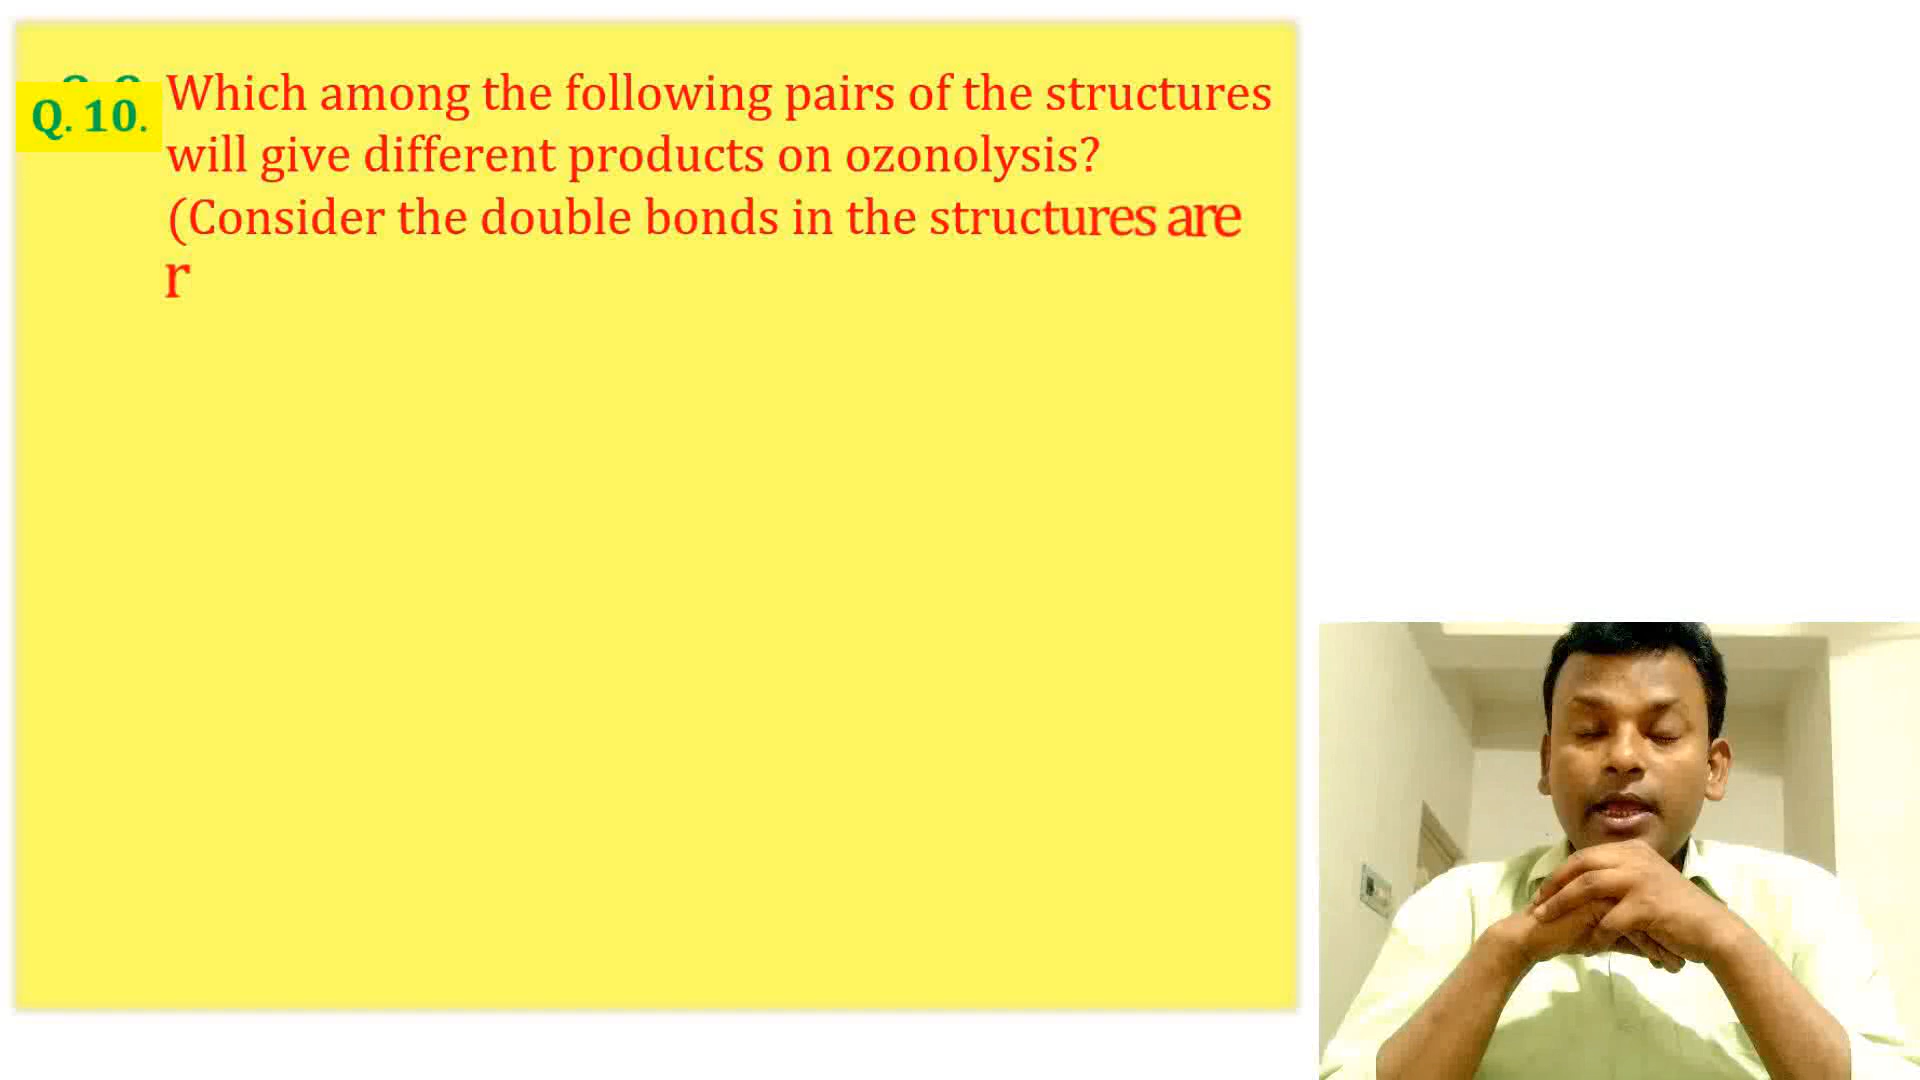 Q. 10. Which among the following pairs of the structures
will give different products on ozonolysis?
(Consider the double bonds in the structures are
r